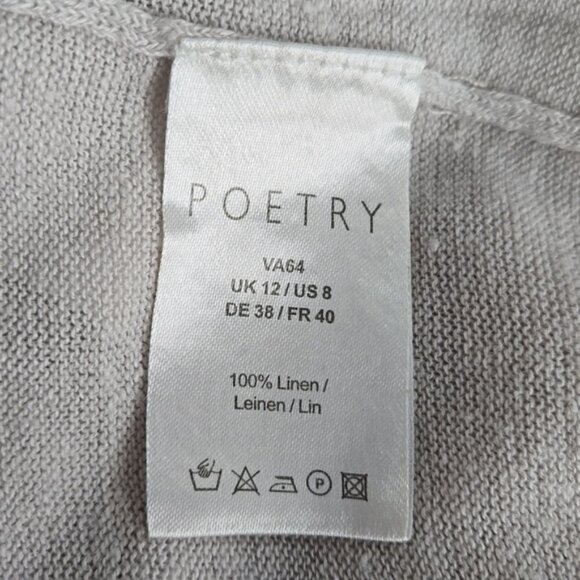 POETRY
VA64
UK 12 / US 8
DE 38 / FR 40
100% Linen /
Leinen / Lin
P